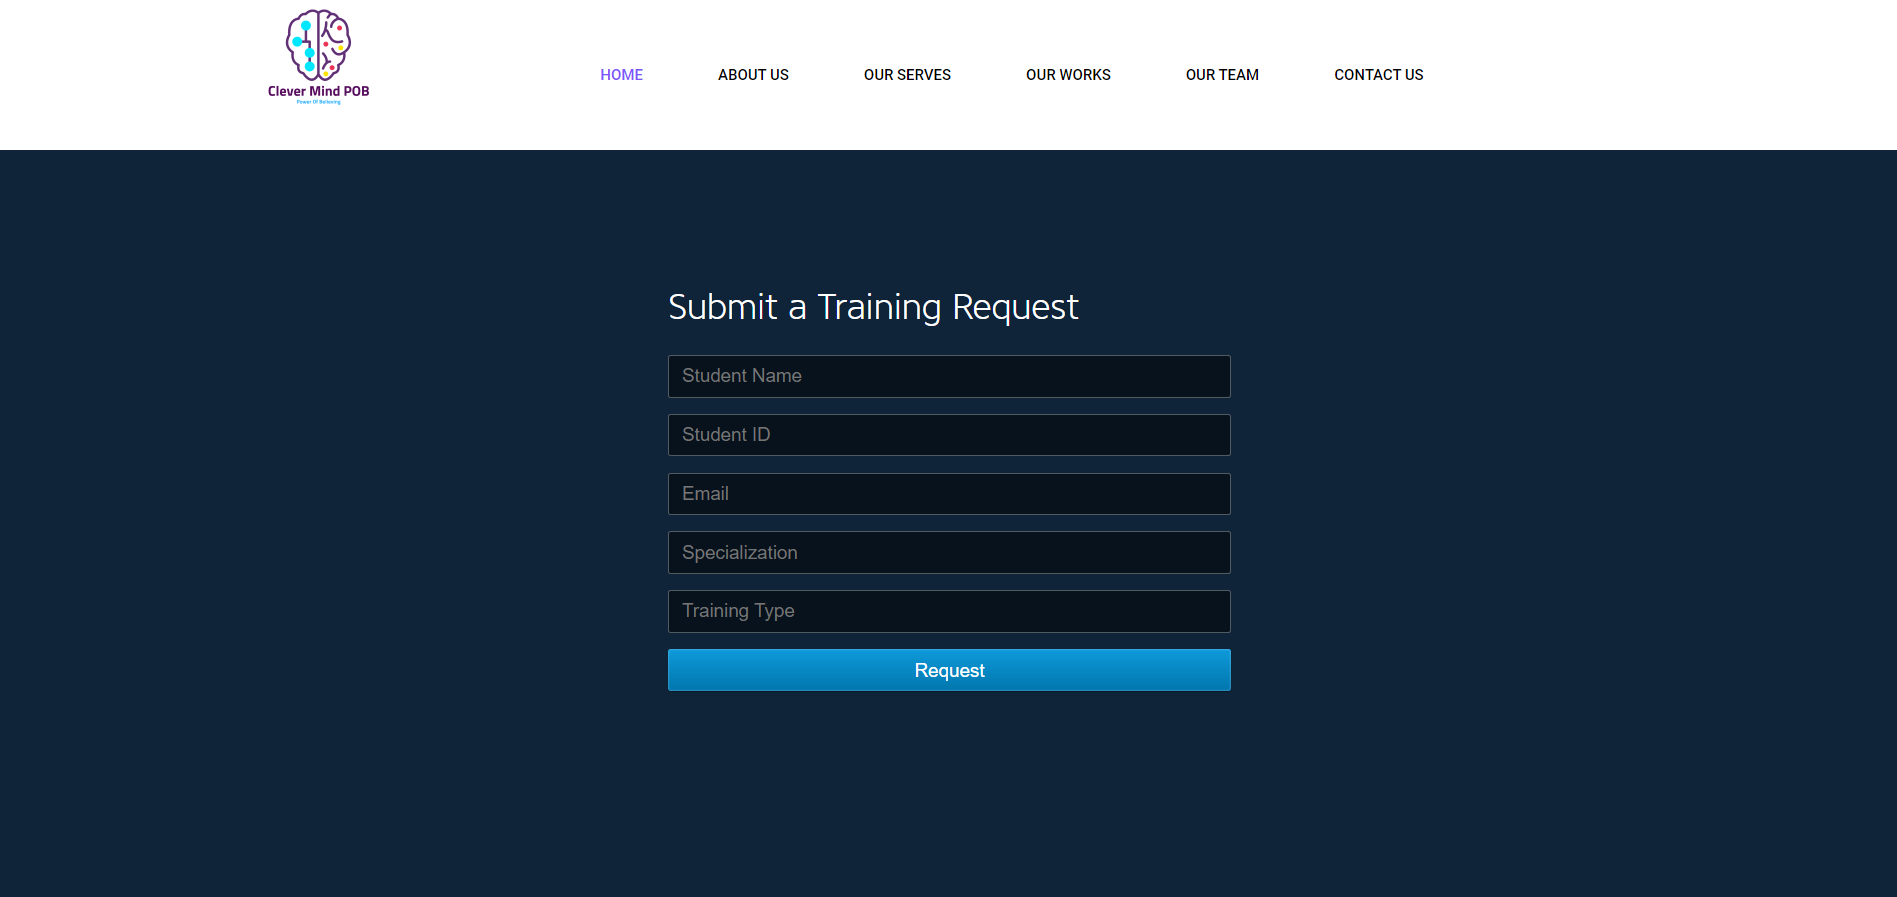 Clever Mind POB
Power Of Believing
HOME ABOUT US OUR SERVES OUR WORKS OUR TEAM CONTACT US
Submit a Training Request
Student Name
Student ID
Email
Specialization
Training Type
Request